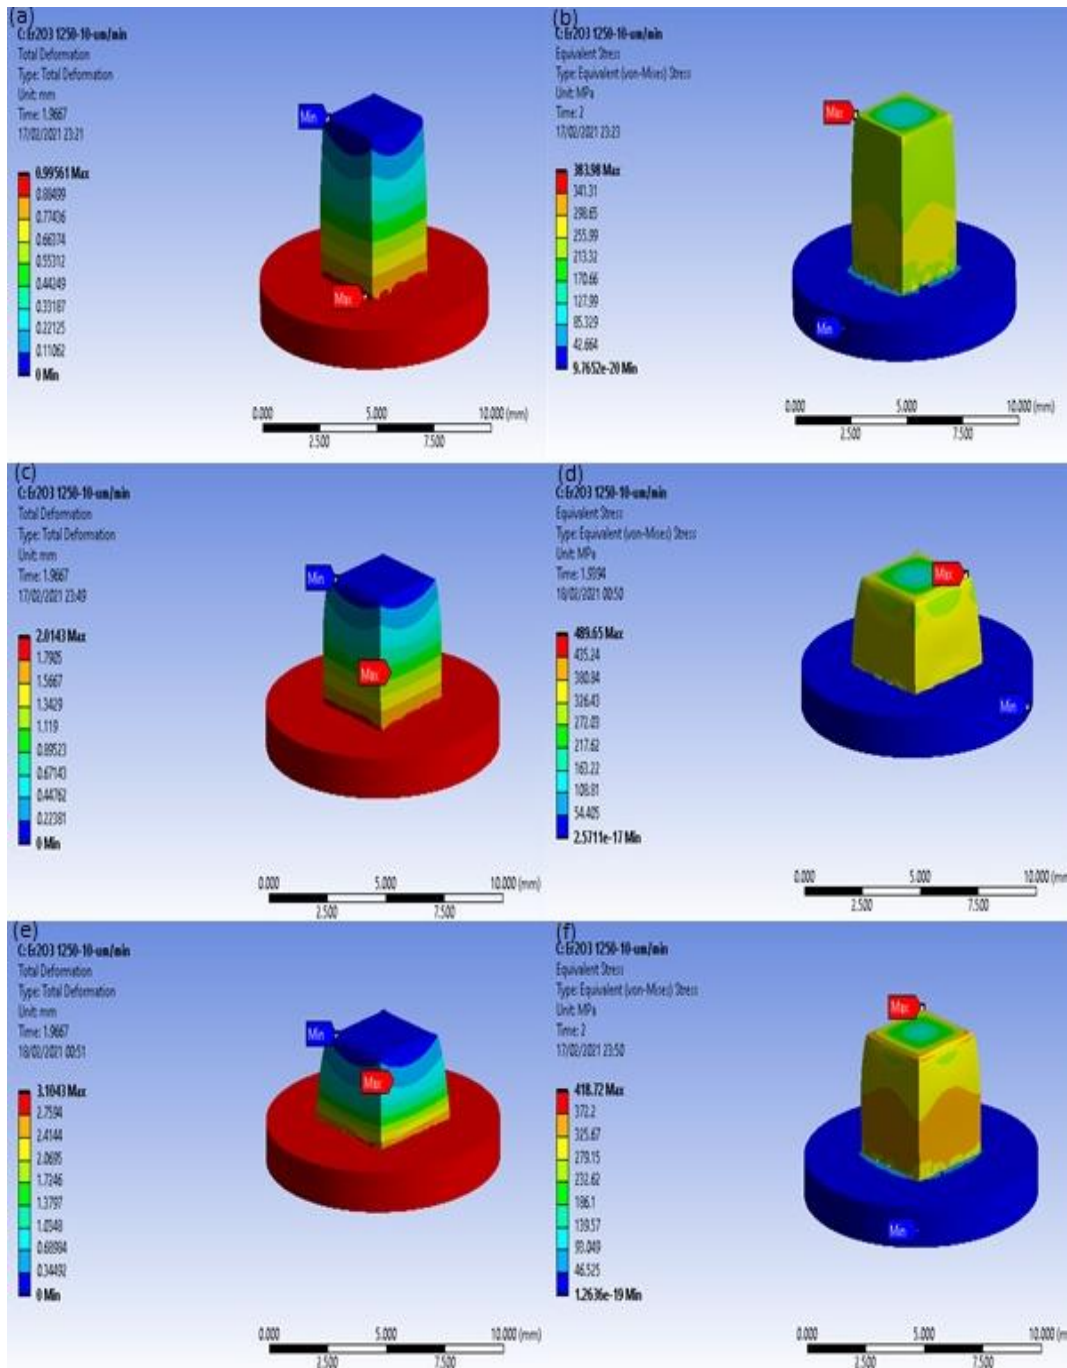 (a)
C: Er2O3 1250-10-um/min
Total Deformation
Type: Total Deformation
Unit: mm
Time: 1.9667
17/02/2021 23:21
0.99561 Max
0.88499
0.77436
0.66374
0.55312
0.44249
0.33187
0.22125
0.11062
0 Min
Min
Max
0.000 5.000 10.000 (mm)
2.500 7.500
(b)
C: Er2O3 1250-10-um/min
Equivalent Stress
Type: Equivalent (von-Mises) Stress
Unit: MPa
Time: 2
17/02/2021 23:23
383.98 Max
341.31
298.65
255.99
213.32
170.66
127.99
85.329
42.664
9.7652e-20 Min
Max
Min
0.000 5.000 10.000 (mm)
2.500 7.500
(c)
C: Er2O3 1250-10-um/min
Total Deformation
Type: Total Deformation
Unit: mm
Time: 1.9667
17/02/2021 23:49
2.0143 Max
1.7905
1.5667
1.3429
1.119
0.89523
0.67143
0.44762
0.22381
0 Min
Min
Max
0.000 5.000 10.000 (mm)
2.500 7.500
(d)
C: Er2O3 1250-10-um/min
Equivalent Stress
Type: Equivalent (von-Mises) Stress
Unit: MPa
Time: 1.9394
18/02/2021 00:50
489.65 Max
435.24
380.84
326.43
272.03
217.62
163.22
108.81
54.405
2.5711e-17 Min
Max
Min
0.000 5.000 10.000 (mm
2.500 7.500
(e)
C: Er2O3 1250-10-um/min
Total Deformation
Type: Total Deformation
Unit: mm
Time: 1.9667
18/02/2021 00:51
3.1043 Max
2.7594
2.4144
2.0695
1.7246
1.3797
1.0348
0.68984
0.34492
0 Min
Min
Max
0.000 5.000 10.000 (mm)
2.500 7.500
(f)
C: Er2O3 1250-10-um/min
Equivalent Stress
Type: Equivalent (von-Mises) Stress
Unit: MPa
Time: 2
17/02/2021 23:50
418.72 Max
372.2
325.67
279.15
232.62
186.1
139.57
93.049
46.525
1.2636e-19 Min
Max
Min
0.000 5.000 10.000 (m
2.500 7.500